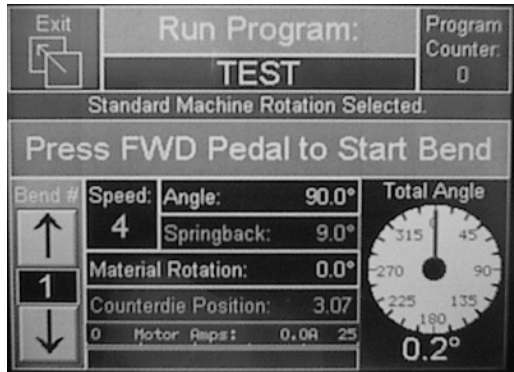 Exit
Run Program:
Program
Counter:
0
TEST
Standard Machine Rotation Selected.
Press FWD Pedal to Start Bend
Bend #
1
Speed:
4
Angle: 90.0°
Springback: 9.0°
Material Rotation: 0.0°
Counterdie Position: 3.07
0 Motor Amps: 0.0A 25
Total Angle
0
315 45
270 90
225 135
180
0.2°